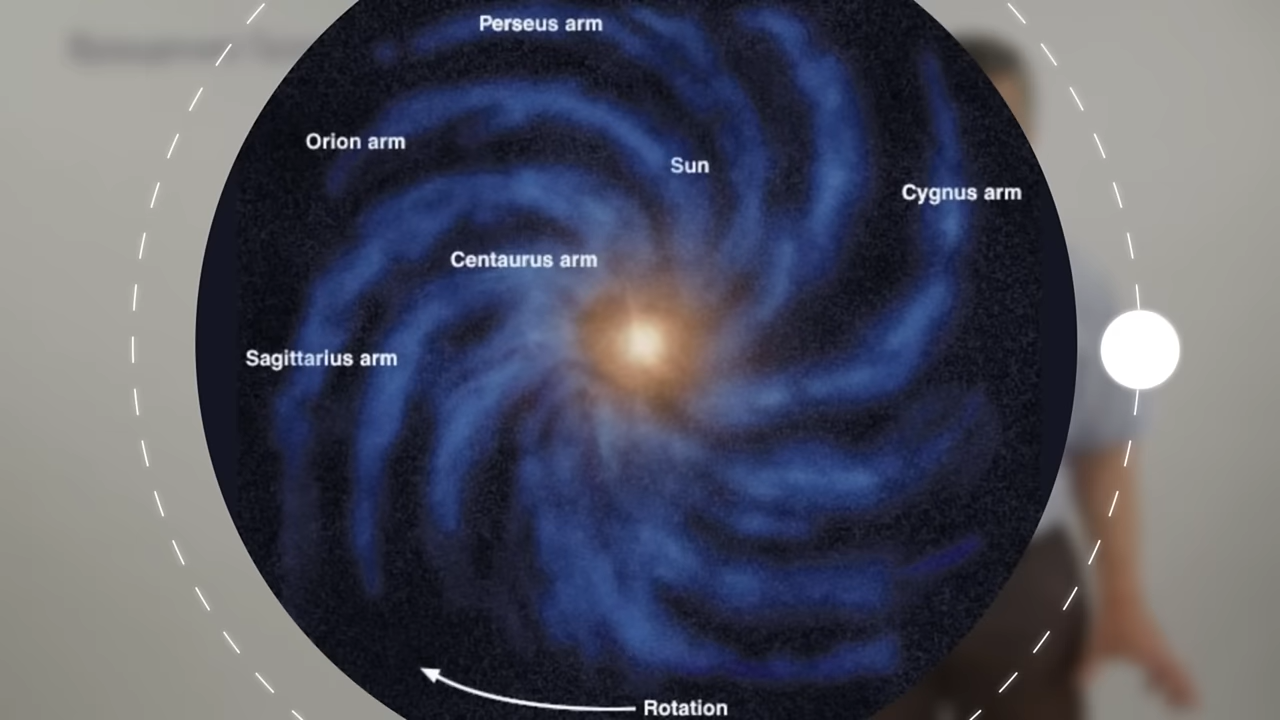 Perseus arm
Orion arm
Sun
Cygnus arm
Centaurus arm
Sagittarius arm
Rotation